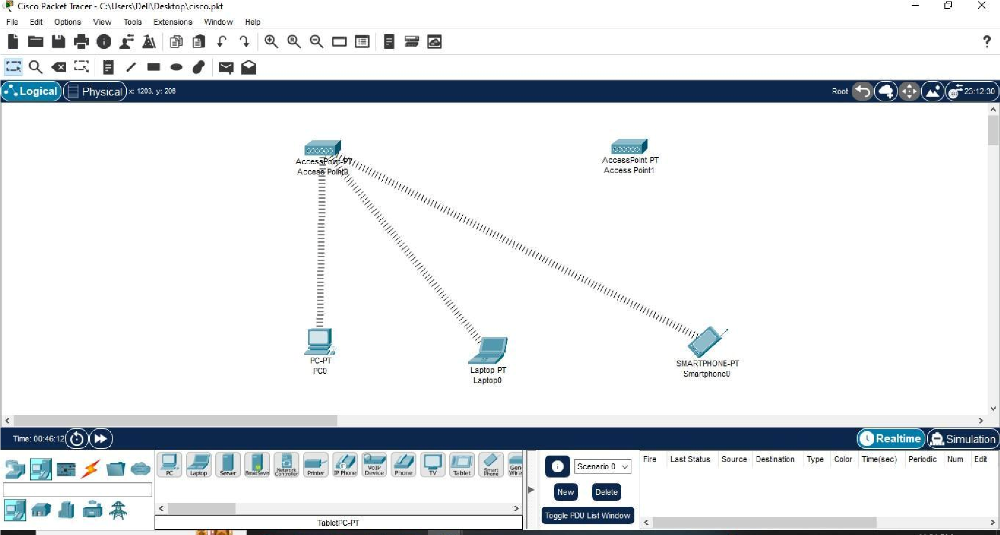 Cisco Packet Tracer - C:\Users\Dell\Desktop\cisco.pkt
File Edit Options View Tools Extensions Window Help
Logical Physical x: 1203, y: 206 Root 23:12:30
AccessPoint-PT
Access Point0
AccessPoint-PT
Access Point1
PC-PT
PC0
Laptop-PT
Laptop0
SMARTPHONE-PT
Smartphone0
Time: 00:46:12 Realtime Simulation
PC Laptop Server Meraki Server Network Controller Printer IP Phone VoIP Device Phone TV Tablet Smart Phone Gen Wire
TabletPC-PT
Scenario 0
New Delete
Toggle PDU List Window
Fire Last Status Source Destination Type Color Time(sec) Periodic Num Edit